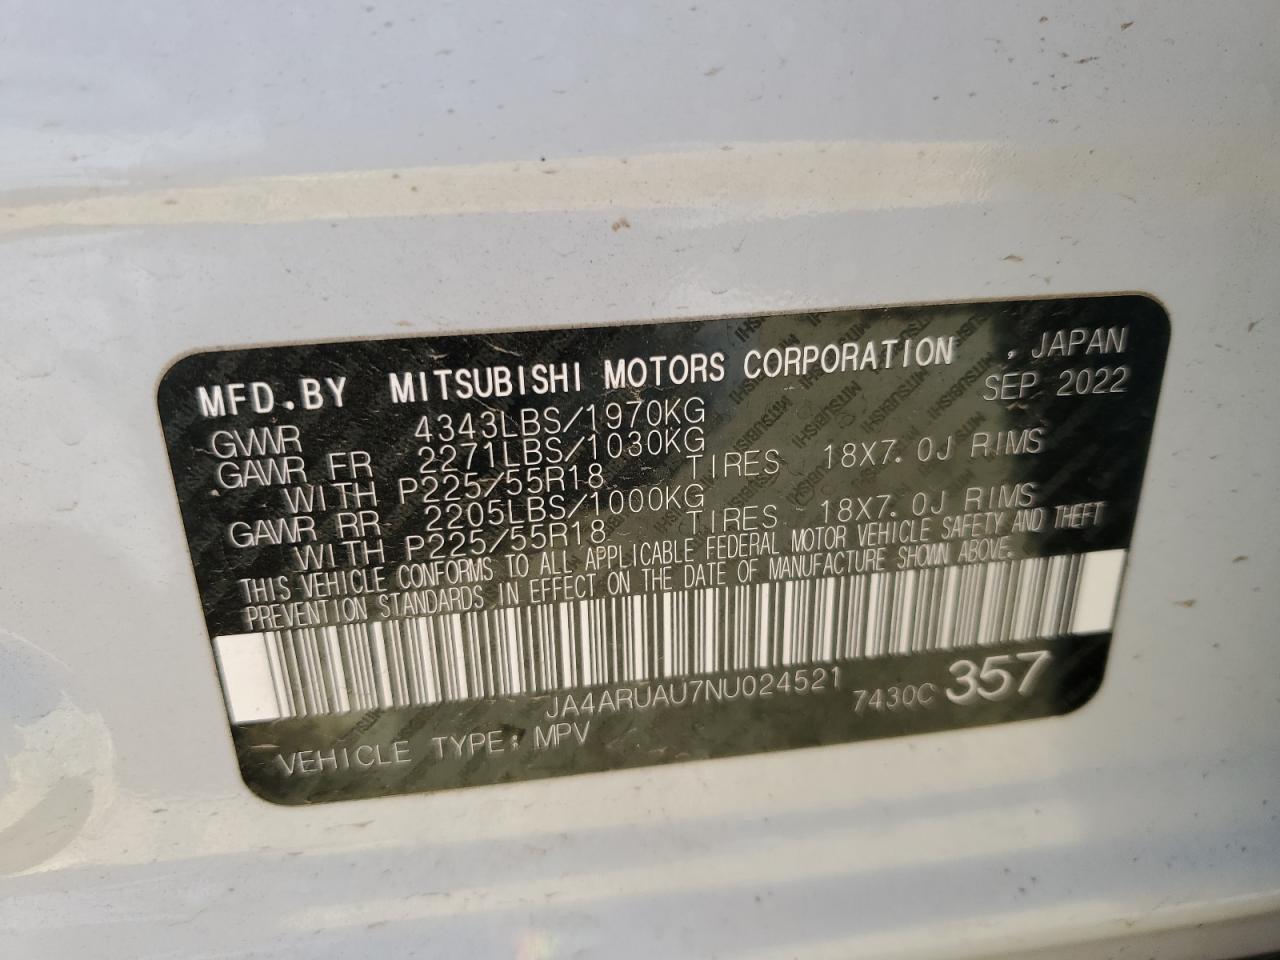 MFD.BY MITSUBISHI MOTORS CORPORATION , JAPAN
GVWR 4343LBS/1970KG SEP 2022
GAWR FR 2271LBS/1030KG
WITH P225/55R18 TIRES 18X7.0J RIMS
GAWR RR 2205LBS/1000KG
WITH P225/55R18 TIRES 18X7.0J RIMS
THIS VEHICLE CONFORMS TO ALL APPLICABLE FEDERAL MOTOR VEHICLE SAFETY AND THEFT
PREVENTION STANDARDS IN EFFECT ON THE DATE OF MANUFACTURE SHOWN ABOVE.
JA4ARUAU7NU024521 7430C 357
VEHICLE TYPE: MPV